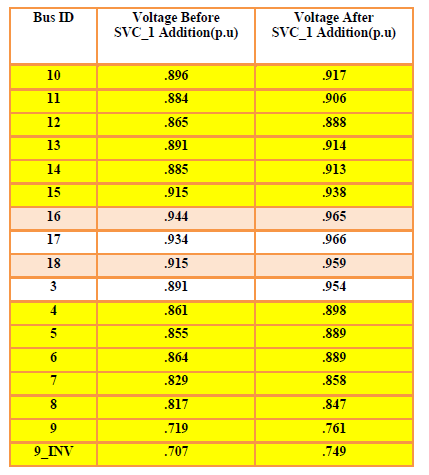 Bus ID Voltage Before SVC_1 Addition(p.u) Voltage After SVC_1 Addition(p.u)
10 .896 .917
11 .884 .906
12 .865 .888
13 .891 .914
14 .885 .913
15 .915 .938
16 .944 .965
17 .934 .966
18 .915 .959
3 .891 .954
4 .861 .898
5 .855 .889
6 .864 .889
7 .829 .858
8 .817 .847
9 .719 .761
9_INV .707 .749